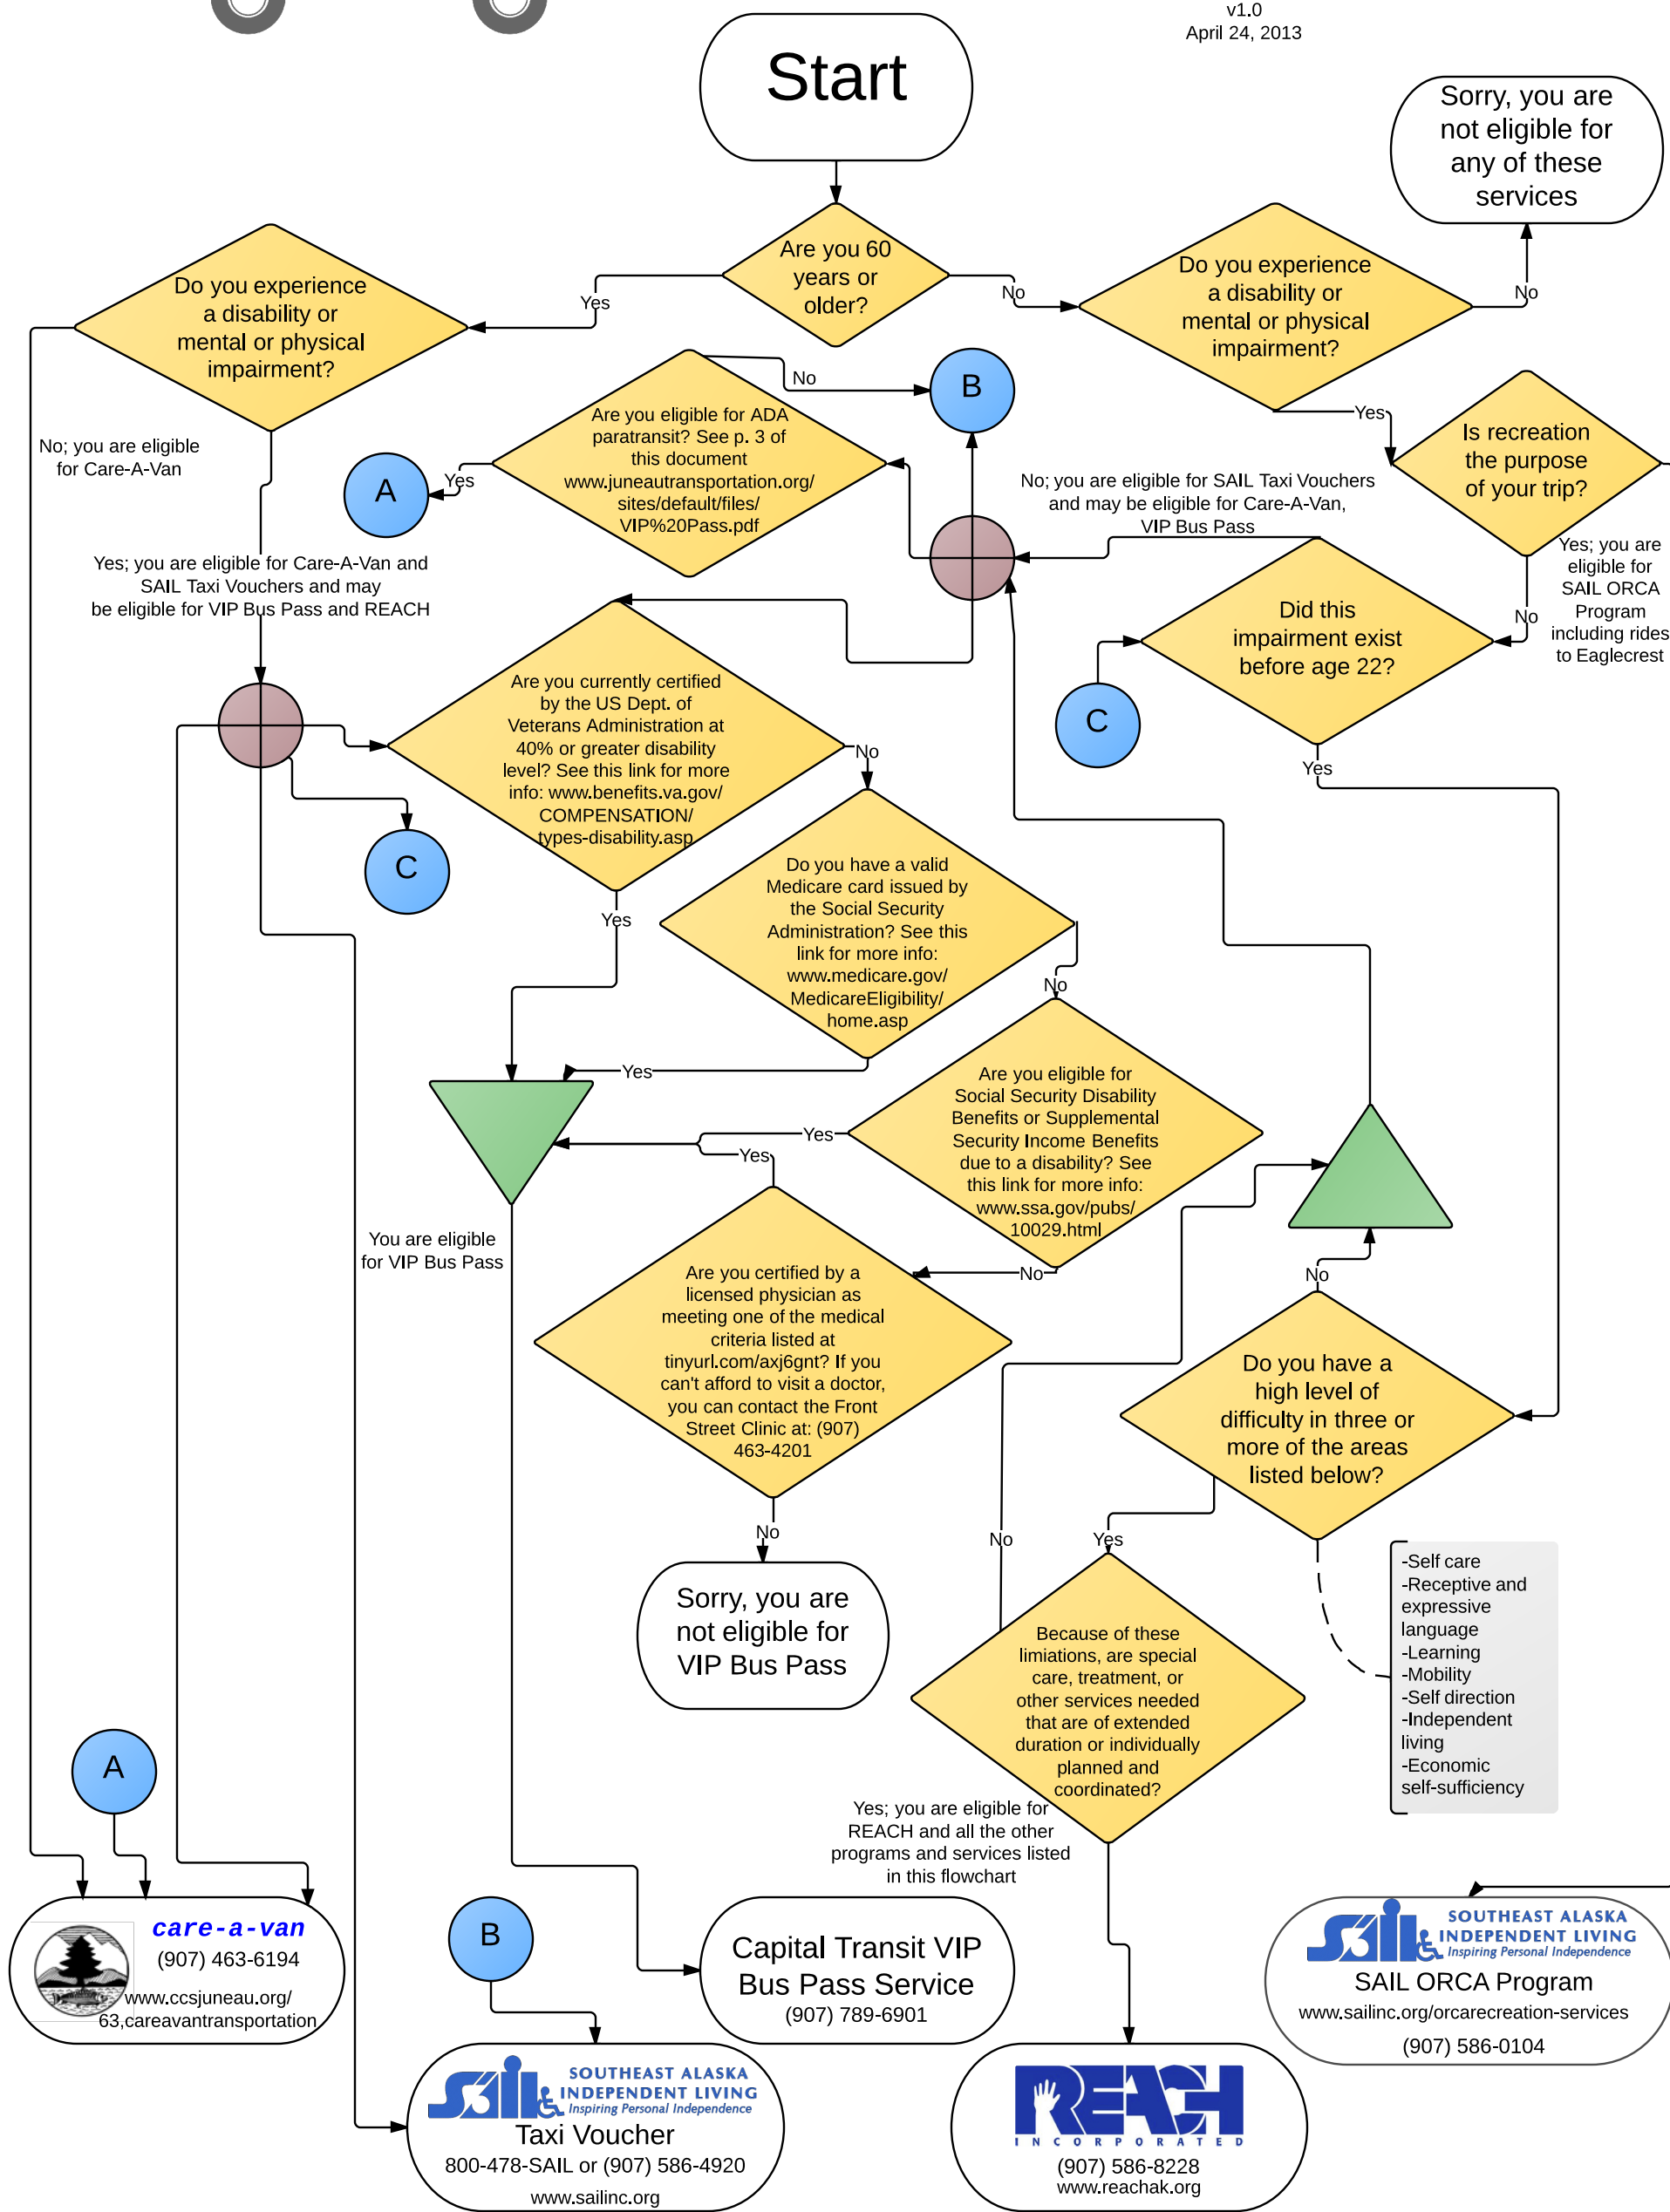 v1.0
April 24, 2013
Start
Sorry, you are
not eligible for
any of these
services
Are you 60
years or
older?
Yes
No
Do you experience
a disability or
mental or physical
impairment?
Do you experience
a disability or
mental or physical
impairment?
No
Yes
No; you are eligible
for Care-A-Van
Are you eligible for ADA
paratransit? See p. 3 of
this document
www.juneautransportation.org/
sites/default/files/
VIP%20Pass.pdf
No
Yes
A
B
Is recreation
the purpose
of your trip?
No; you are eligible for SAIL Taxi Vouchers
and may be eligible for Care-A-Van,
VIP Bus Pass
Yes; you are
eligible for
SAIL ORCA
Program
including rides
to Eaglecrest
No
Yes; you are eligible for Care-A-Van and
SAIL Taxi Vouchers and may
be eligible for VIP Bus Pass and REACH
Did this
impairment exist
before age 22?
C
Yes
Are you currently certified
by the US Dept. of
Veterans Administration at
40% or greater disability
level? See this link for more
info: www.benefits.va.gov/
COMPENSATION/
types-disability.asp
No
Yes
C
Do you have a valid
Medicare card issued by
the Social Security
Administration? See this
link for more info:
www.medicare.gov/
MedicareEligibility/
home.asp
No
Yes
Are you eligible for
Social Security Disability
Benefits or Supplemental
Security Income Benefits
due to a disability? See
this link for more info:
www.ssa.gov/pubs/
10029.html
Yes
Yes
No
You are eligible
for VIP Bus Pass
Are you certified by a
licensed physician as
meeting one of the medical
criteria listed at
tinyurl.com/axj6gnt? If you
can't afford to visit a doctor,
you can contact the Front
Street Clinic at: (907)
463-4201
No
No
Do you have a
high level of
difficulty in three or
more of the areas
listed below?
No
Yes
Sorry, you are
not eligible for
VIP Bus Pass
-Self care
-Receptive and
expressive
language
-Learning
-Mobility
-Self direction
-Independent
living
-Economic
self-sufficiency
Because of these
limiations, are special
care, treatment, or
other services needed
that are of extended
duration or individually
planned and
coordinated?
Yes; you are eligible for
REACH and all the other
programs and services listed
in this flowchart
A
care-a-van
(907) 463-6194
www.ccsjuneau.org/
63,careavantransportation
B
Capital Transit VIP
Bus Pass Service
(907) 789-6901
SAIL
SOUTHEAST ALASKA
INDEPENDENT LIVING
Inspiring Personal Independence
SAIL ORCA Program
www.sailinc.org/orcarecreation-services
(907) 586-0104
SAIL
SOUTHEAST ALASKA
INDEPENDENT LIVING
Inspiring Personal Independence
Taxi Voucher
800-478-SAIL or (907) 586-4920
www.sailinc.org
REACH
INCORPORATED
(907) 586-8228
www.reachak.org